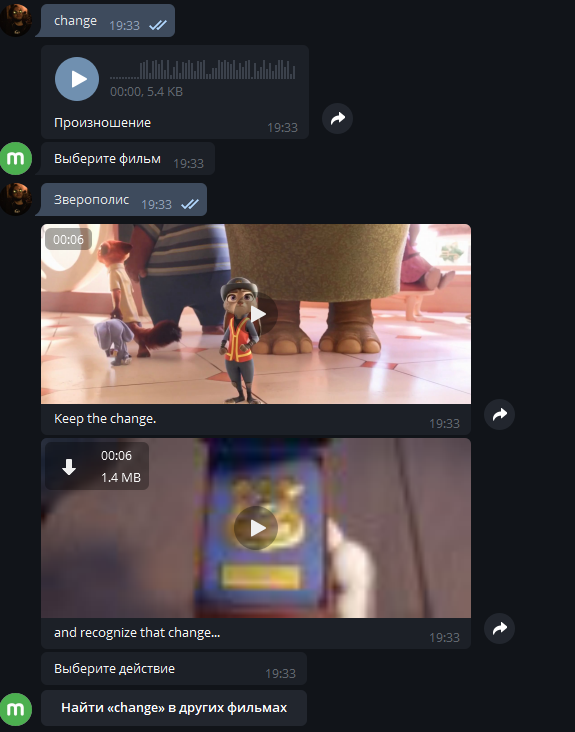 change 19:33
00:00, 5.4 KB
Произношение 19:33
m
Выберите фильм 19:33
Зверополис 19:33
00:06
Keep the change. 19:33
00:06
1.4 MB
and recognize that change... 19:33
Выберите действие 19:33
m
Найти «change» в других фильмах